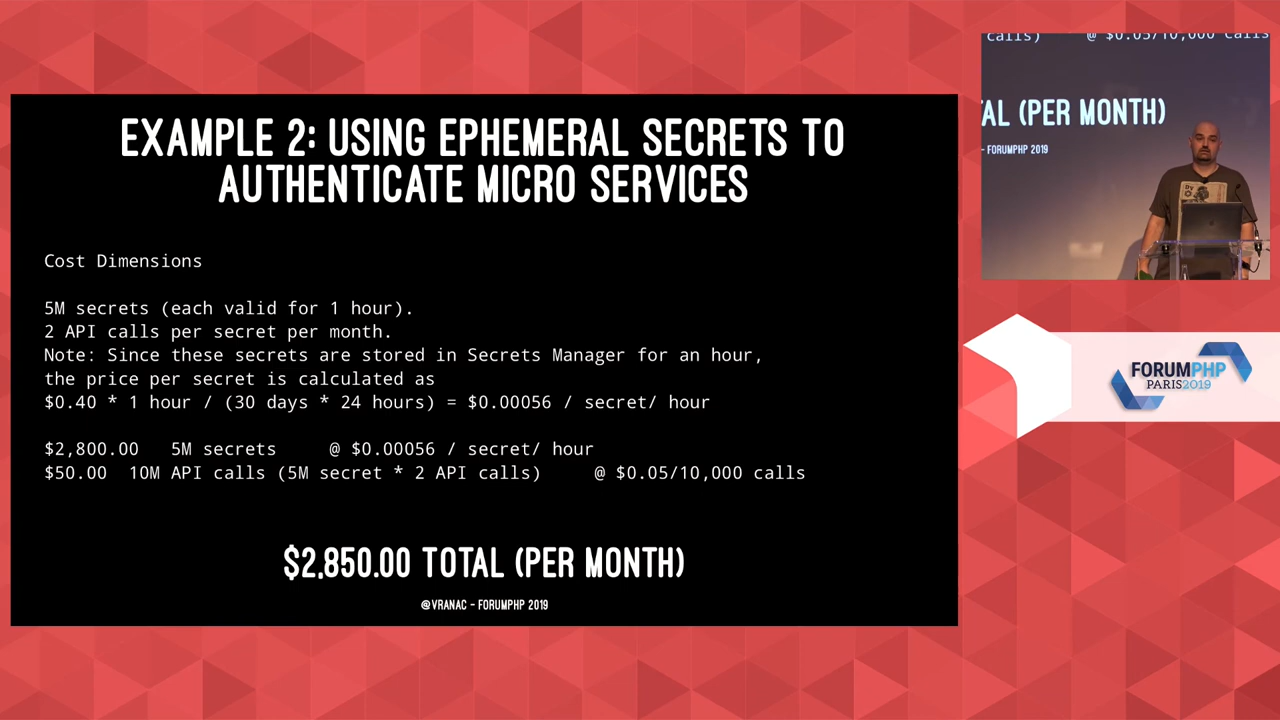 EXAMPLE 2: USING EPHEMERAL SECRETS TO
AUTHENTICATE MICRO SERVICES
Cost Dimensions
5M secrets (each valid for 1 hour).
2 API calls per secret per month.
Note: Since these secrets are stored in Secrets Manager for an hour,
the price per secret is calculated as
$0.40 * 1 hour / (30 days * 24 hours) = $0.00056 / secret/ hour
$2,800.00 5M secrets @ $0.00056 / secret/ hour
$50.00 10M API calls (5M secret * 2 API calls) @ $0.05/10,000 calls
$2,850.00 TOTAL (PER MONTH)
@VRANAC - FORUMPHP 2019
calls) @ $0.05/10,000 calls
TAL (PER MONTH)
- FORUMPHP 2019
FORUMPHP
PARIS2019